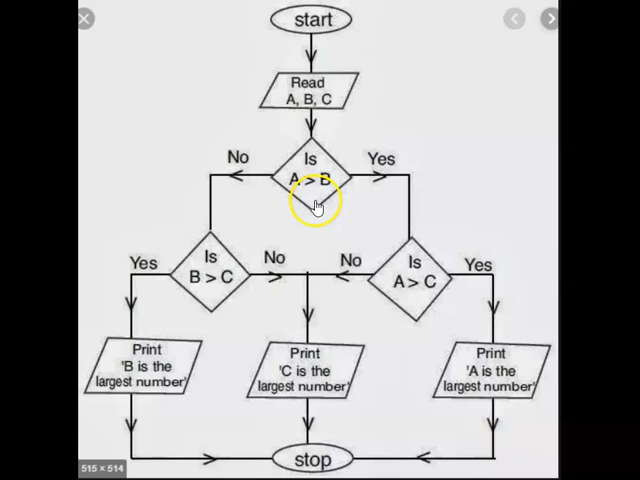 start
Read
A, B, C
Is
A > B
No
Yes
Is
B > C
Yes
No
Is
A > C
No
Yes
Print
'B is the
largest number'
Print
'C is the
largest number'
Print
'A is the
largest number'
stop
515 × 514